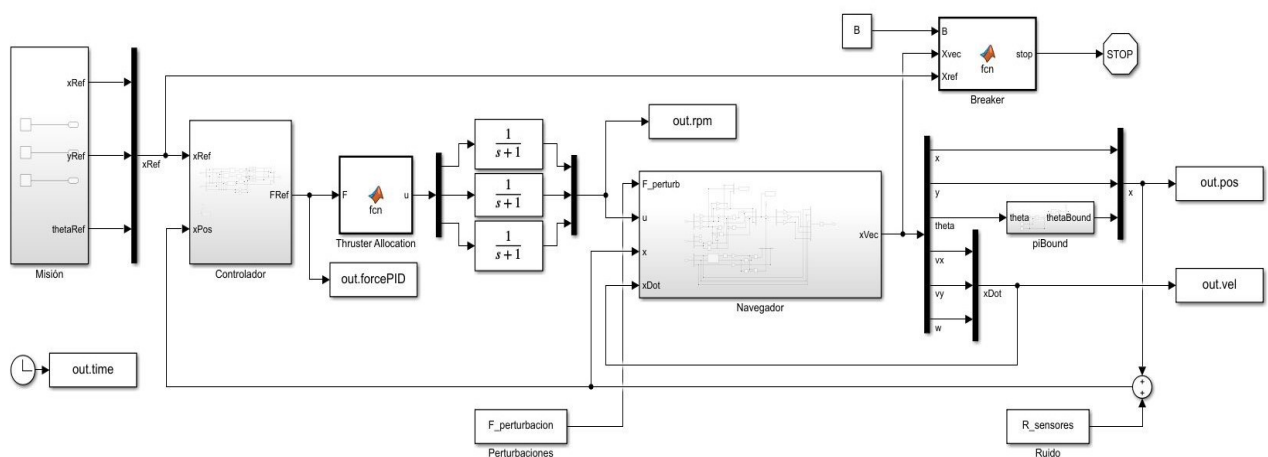 xRef
yRef
thetaRef
Misión
xRef
xRef
xPos
FRef
Controlador
F
fcn
u
Thruster Allocation
out.forcePID
1
s+1
1
s+1
1
s+1
out.rpm
F_perturb
u
x
xDot
xVec
Navegador
B
B
Xvec
Xref
fcn
stop
Breaker
STOP
x
y
theta
vx
vy
w
theta
thetaBound
piBound
x
xDot
out.pos
out.vel
out.time
F_perturbacion
Perturbaciones
R_sensores
Ruido
+
+